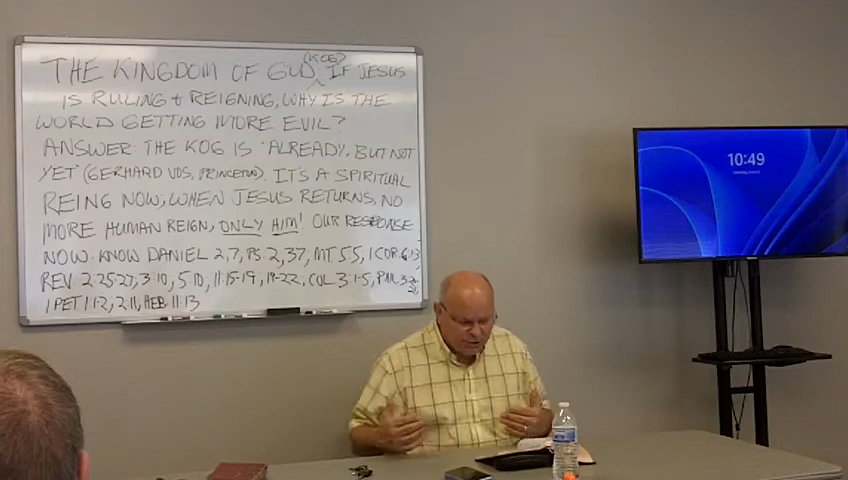 THE KINGDOM OF GOD (KOG) IF JESUS
IS RULING + REIGNING, WHY IS THE
WORLD GETTING MORE EVIL?
ANSWER: THE KOG IS "ALREADY, BUT NOT
YET" (GERHARD VOS, PRINCETON). IT'S A SPIRITUAL
REING NOW; WHEN JESUS RETURNS, NO
MORE HUMAN REIGN, ONLY HIM! OUR RESPONSE
NOW: KNOW DANIEL 2,7, PS. 2,37, MT. 5:5, 1 COR. 6:13
REV. 2:25-27, 3:10, 5:10, 11:15-19, 19-22, COL 3:1-5, PHIL 3:20
1 PET 1:1-2, 2:11, HEB 11:13
10:49